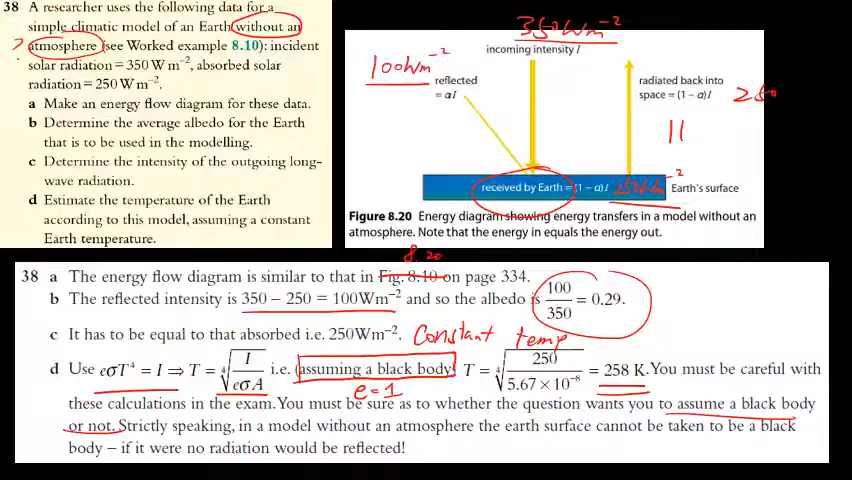 38 A researcher uses the following data for a
simple climatic model of an Earth without an
atmosphere (see Worked example 8.10): incident
solar radiation = 350 W m⁻², absorbed solar
radiation = 250 W m⁻².
a Make an energy flow diagram for these data.
b Determine the average albedo for the Earth
that is to be used in the modelling.
c Determine the intensity of the outgoing long-
wave radiation.
d Estimate the temperature of the Earth
according to this model, assuming a constant
Earth temperature.
350Wm⁻²
incoming intensity I
100Wm⁻²
reflected
= αI
radiated back into
space = (1 – α)I
250
||
received by Earth = (1 – α)I
250Wm⁻²
Earth's surface
Figure 8.20 Energy diagram showing energy transfers in a model without an
atmosphere. Note that the energy in equals the energy out.
8.20
38 a The energy flow diagram is similar to that in Fig. 8.10 on page 334.
b The reflected intensity is 350 − 250 = 100Wm⁻² and so the albedo is 100/350 = 0.29.
c It has to be equal to that absorbed i.e. 250Wm⁻².
Constant temp
d Use eσT⁴ = I ⇒ T = ⁴√(I/eσA) i.e. (assuming a black body) T = ⁴√(250/5.67×10⁻⁸) = 258 K. You must be careful with
e=1
these calculations in the exam. You must be sure as to whether the question wants you to assume a black body
or not. Strictly speaking, in a model without an atmosphere the earth surface cannot be taken to be a black
body – if it were no radiation would be reflected!